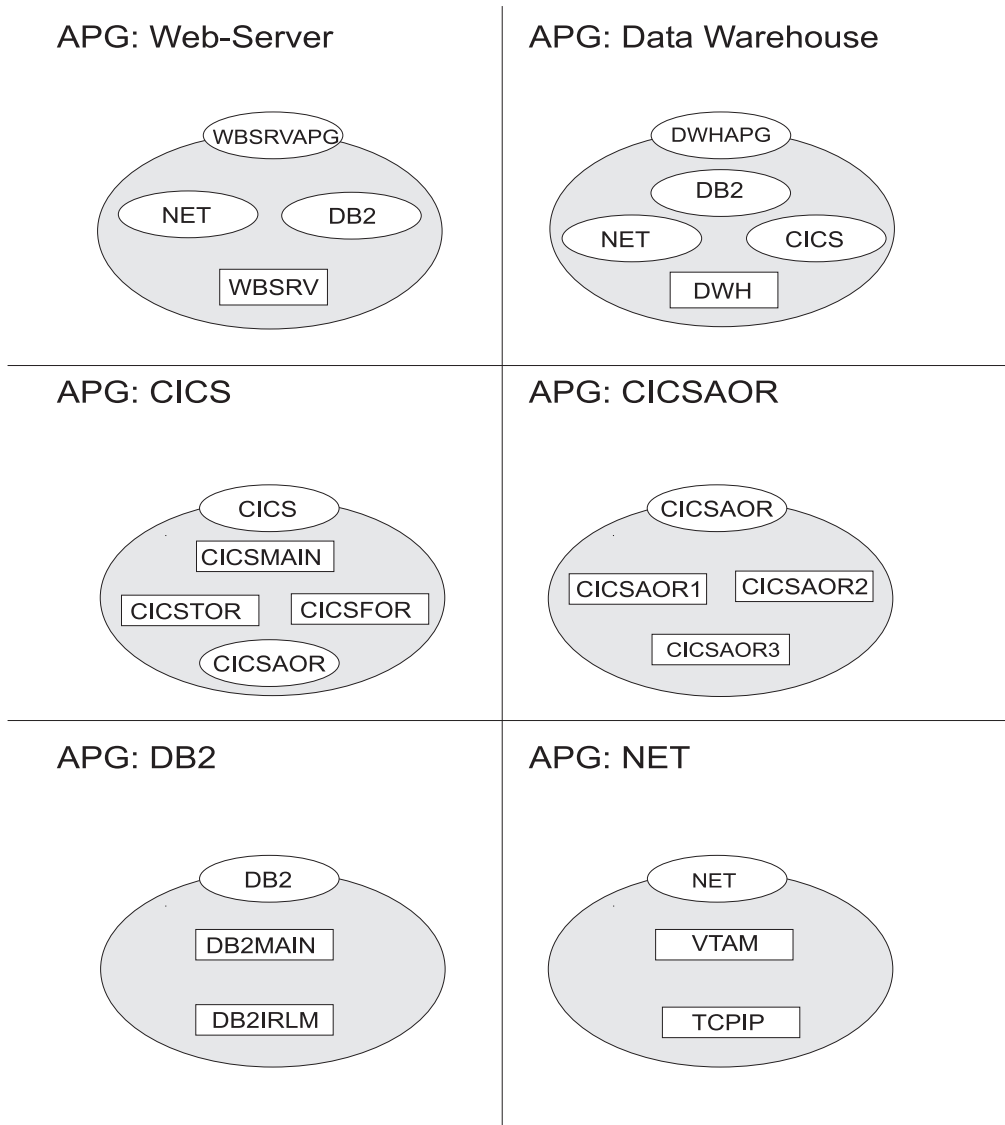 APG: Web-Server
WBSRVAPG
NET
DB2
WBSRV
APG: Data Warehouse
DWHAPG
DB2
NET
CICS
DWH
APG: CICS
CICS
CICSMAIN
CICSTOR
CICSFOR
CICSAOR
APG: CICSAOR
CICSAOR
CICSAOR1
CICSAOR2
CICSAOR3
APG: DB2
DB2
DB2MAIN
DB2IRLM
APG: NET
NET
VTAM
TCPIP